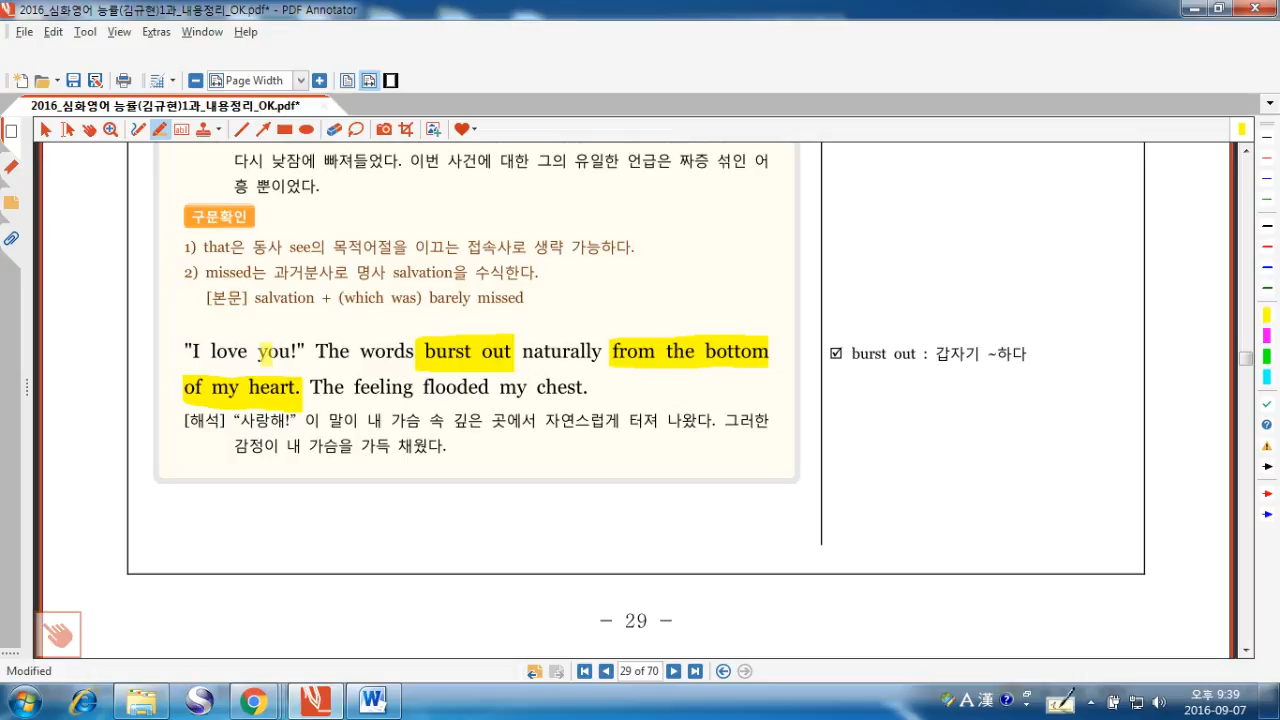 2016_심화영어 능률(김규현)1과_내용정리_OK.pdf* - PDF Annotator
File Edit Tool View Extras Window Help
Page Width
2016_심화영어 능률(김규현)1과_내용정리_OK.pdf*
다시 낮잠에 빠져들었다. 이번 사건에 대한 그의 유일한 언급은 짜증 섞인 어
흥 뿐이었다.
구문확인
1) that은 동사 see의 목적어절을 이끄는 접속사로 생략 가능하다.
2) missed는 과거분사로 명사 salvation을 수식한다.
[본문] salvation + (which was) barely missed
"I love you!" The words burst out naturally from the bottom
of my heart. The feeling flooded my chest.
[해석] “사랑해!” 이 말이 내 가슴 속 깊은 곳에서 자연스럽게 터져 나왔다. 그러한
감정이 내 가슴을 가득 채웠다.
☑ burst out : 갑자기 ~하다
- 29 -
Modified
29 of 70
A 漢
오후 9:39
2016-09-07